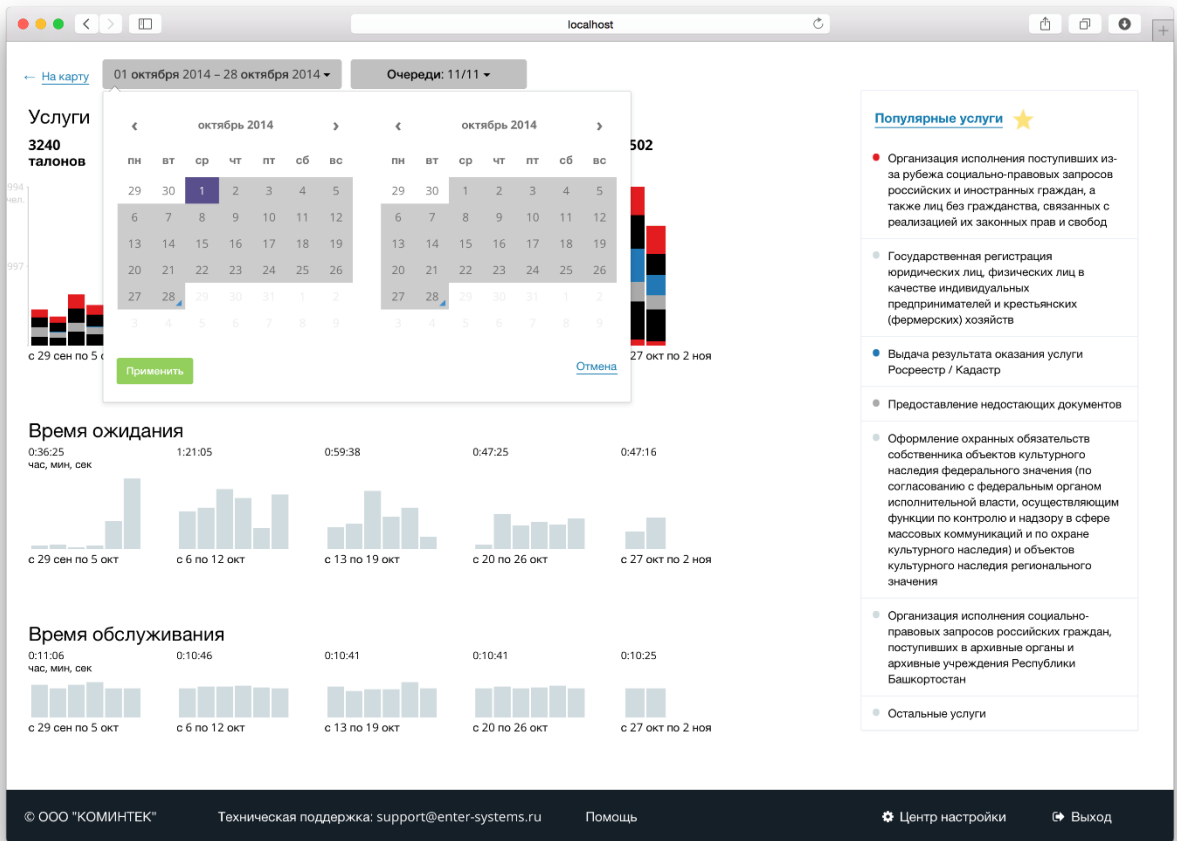 localhost
← На карту
01 октября 2014 – 28 октября 2014
Очереди: 11/11
Услуги
3240
талонов
994
чел.
997
502
с 29 сен по 5
27 окт по 2 ноя
октябрь 2014
пн вт ср чт пт сб вс
29 30 1 2 3 4 5
6 7 8 9 10 11 12
13 14 15 16 17 18 19
20 21 22 23 24 25 26
27 28 29 30 31 1 2
3 4 5 6 7 8 9
октябрь 2014
пн вт ср чт пт сб вс
29 30 1 2 3 4 5
6 7 8 9 10 11 12
13 14 15 16 17 18 19
20 21 22 23 24 25 26
27 28 29 30 31 1 2
3 4 5 6 7 8 9
Применить
Отмена
Время ожидания
0:36:25 1:21:05 0:59:38 0:47:25 0:47:16
час, мин, сек
с 29 сен по 5 окт с 6 по 12 окт с 13 по 19 окт с 20 по 26 окт с 27 окт по 2 ноя
Время обслуживания
0:11:06 0:10:46 0:10:41 0:10:41 0:10:25
час, мин, сек
с 29 сен по 5 окт с 6 по 12 окт с 13 по 19 окт с 20 по 26 окт с 27 окт по 2 ноя
Популярные услуги
Организация исполнения поступивших из-
за рубежа социально-правовых запросов
российских и иностранных граждан, а
также лиц без гражданства, связанных с
реализацией их законных прав и свобод
Государственная регистрация
юридических лиц, физических лиц в
качестве индивидуальных
предпринимателей и крестьянских
(фермерских) хозяйств
Выдача результата оказания услуги
Росреестр / Кадастр
Предоставление недостающих документов
Оформление охранных обязательств
собственника объектов культурного
наследия федерального значения (по
согласованию с федеральным органом
исполнительной власти, осуществляющим
функции по контролю и надзору в сфере
массовых коммуникаций и по охране
культурного наследия) и объектов
культурного наследия регионального
значения
Организация исполнения социально-
правовых запросов российских граждан,
поступивших в архивные органы и
архивные учреждения Республики
Башкортостан
Остальные услуги
© ООО "КОМИНТЕК" Техническая поддержка: support@enter-systems.ru Помощь Центр настройки Выход